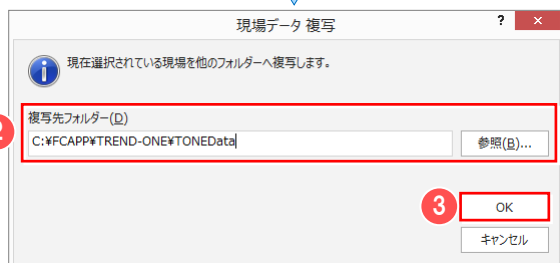 現場データ 複写
? ×
現在選択されている現場を他のフォルダーへ複写します。
2
複写先フォルダー(D)
C:¥FCAPP¥TREND-ONE¥TONEData
参照(B)...
3
OK
キャンセル